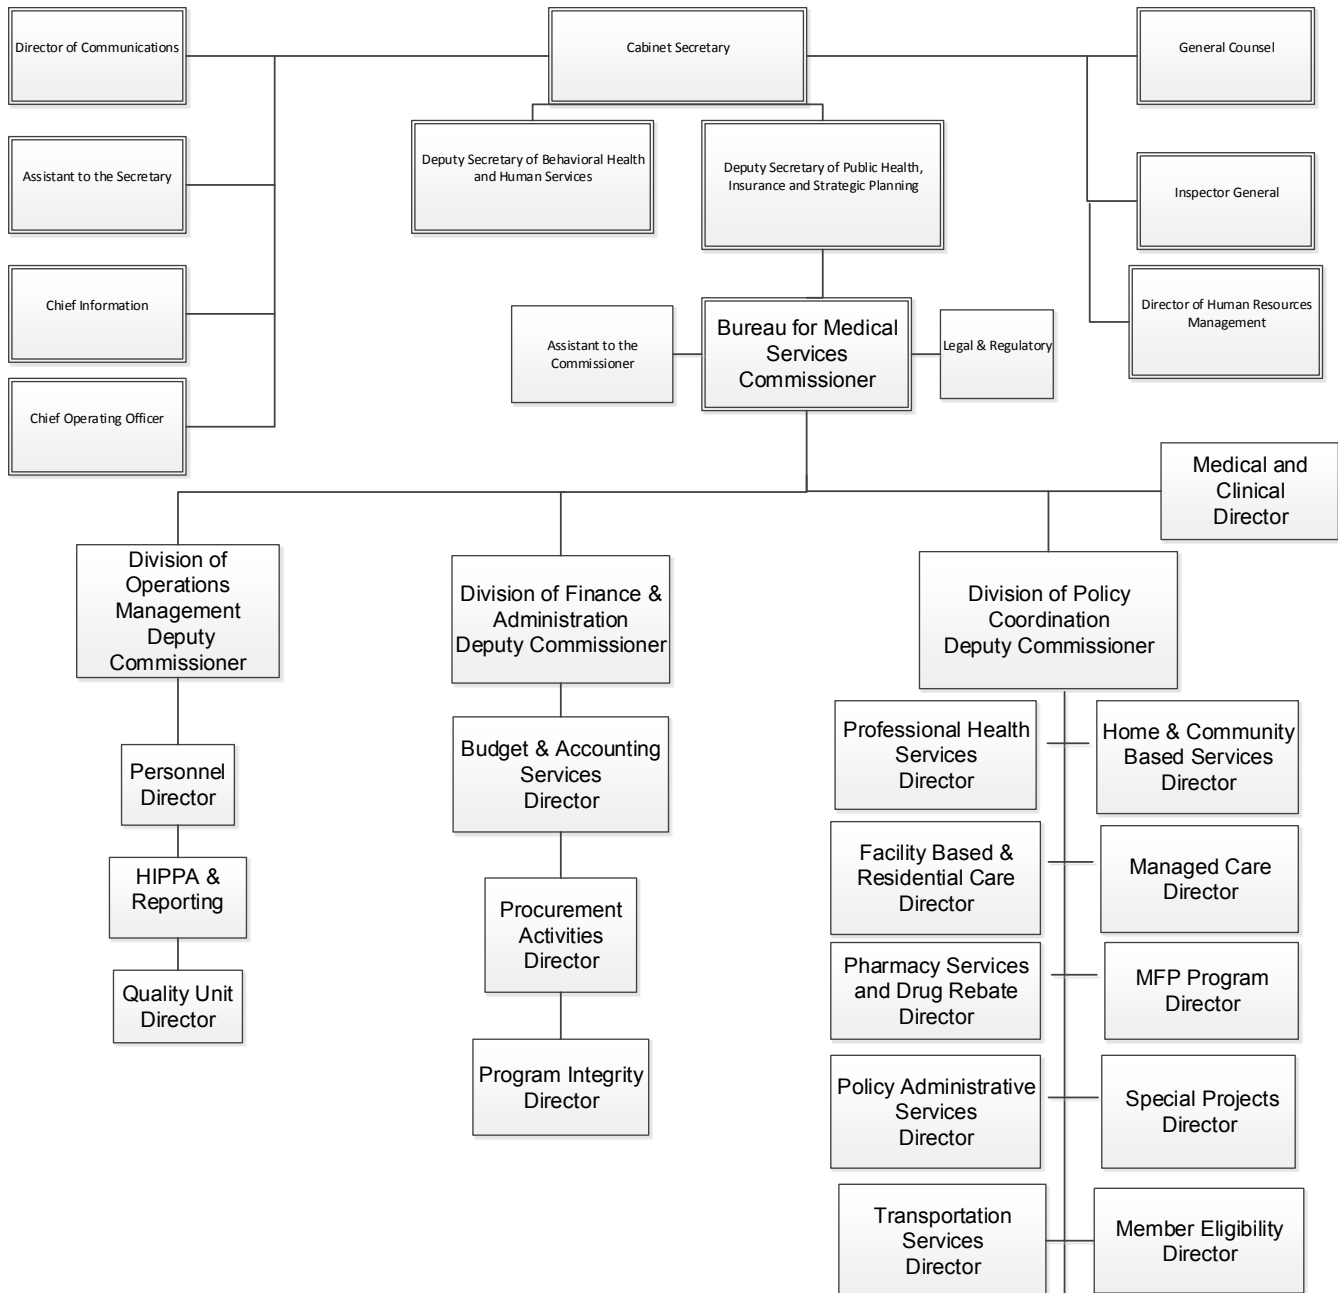 Director of Communications
Cabinet Secretary
General Counsel
Assistant to the Secretary
Deputy Secretary of Behavioral Health
and Human Services
Deputy Secretary of Public Health,
Insurance and Strategic Planning
Inspector General
Chief Information
Director of Human Resources
Management
Assistant to the
Commissioner
Bureau for Medical
Services
Commissioner
Legal & Regulatory
Chief Operating Officer
Medical and
Clinical
Director
Division of
Operations
Management
Deputy
Commissioner
Division of Finance &
Administration
Deputy Commissioner
Division of Policy
Coordination
Deputy Commissioner
Personnel
Director
HIPPA &
Reporting
Quality Unit
Director
Budget & Accounting
Services
Director
Procurement
Activities
Director
Program Integrity
Director
Professional Health
Services
Director
Home & Community
Based Services
Director
Facility Based &
Residential Care
Director
Managed Care
Director
Pharmacy Services
and Drug Rebate
Director
MFP Program
Director
Policy Administrative
Services
Director
Special Projects
Director
Transportation
Services
Director
Member Eligibility
Director